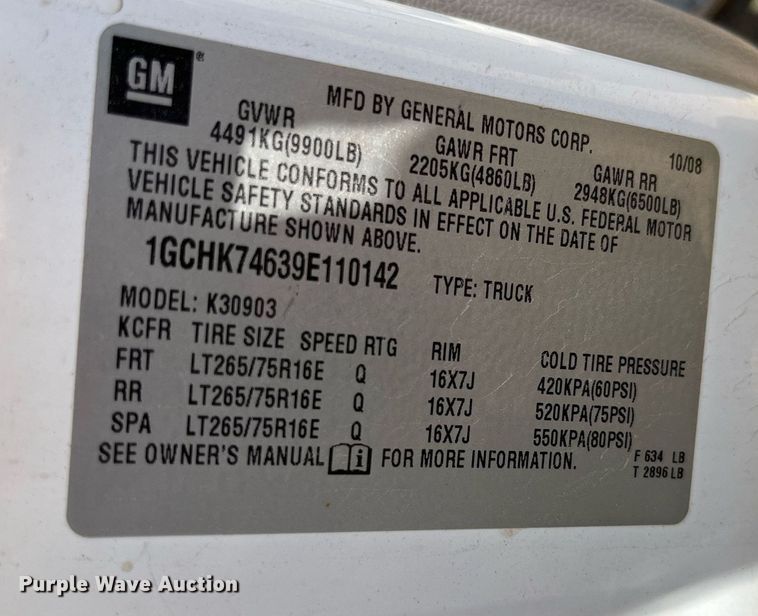 GM ®
MFD BY GENERAL MOTORS CORP. 10/08
GVWR GAWR FRT GAWR RR
4491KG(9900LB) 2205KG(4860LB) 2948KG(6500LB)
THIS VEHICLE CONFORMS TO ALL APPLICABLE U.S. FEDERAL MOTOR
VEHICLE SAFETY STANDARDS IN EFFECT ON THE DATE OF
MANUFACTURE SHOWN ABOVE.
1GCHK74639E110142 TYPE: TRUCK
MODEL: K30903
KCFR TIRE SIZE SPEED RTG RIM COLD TIRE PRESSURE
FRT LT265/75R16E Q 16X7J 420KPA(60PSI)
RR LT265/75R16E Q 16X7J 520KPA(75PSI)
SPA LT265/75R16E Q 16X7J 550KPA(80PSI)
SEE OWNER'S MANUAL i FOR MORE INFORMATION.
F 634 LB
T 2896 LB
Purple Wave Auction